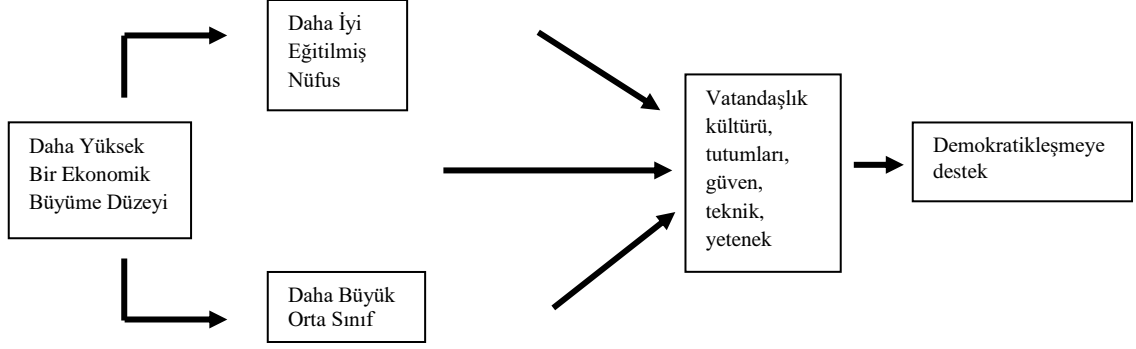 Daha Yüksek
Bir Ekonomik
Büyüme Düzeyi
Daha İyi
Eğitilmiş
Nüfus
Daha Büyük
Orta Sınıf
Vatandaşlık
kültürü,
tutumları,
güven,
teknik,
yetenek
Demokratikleşmeye
destek